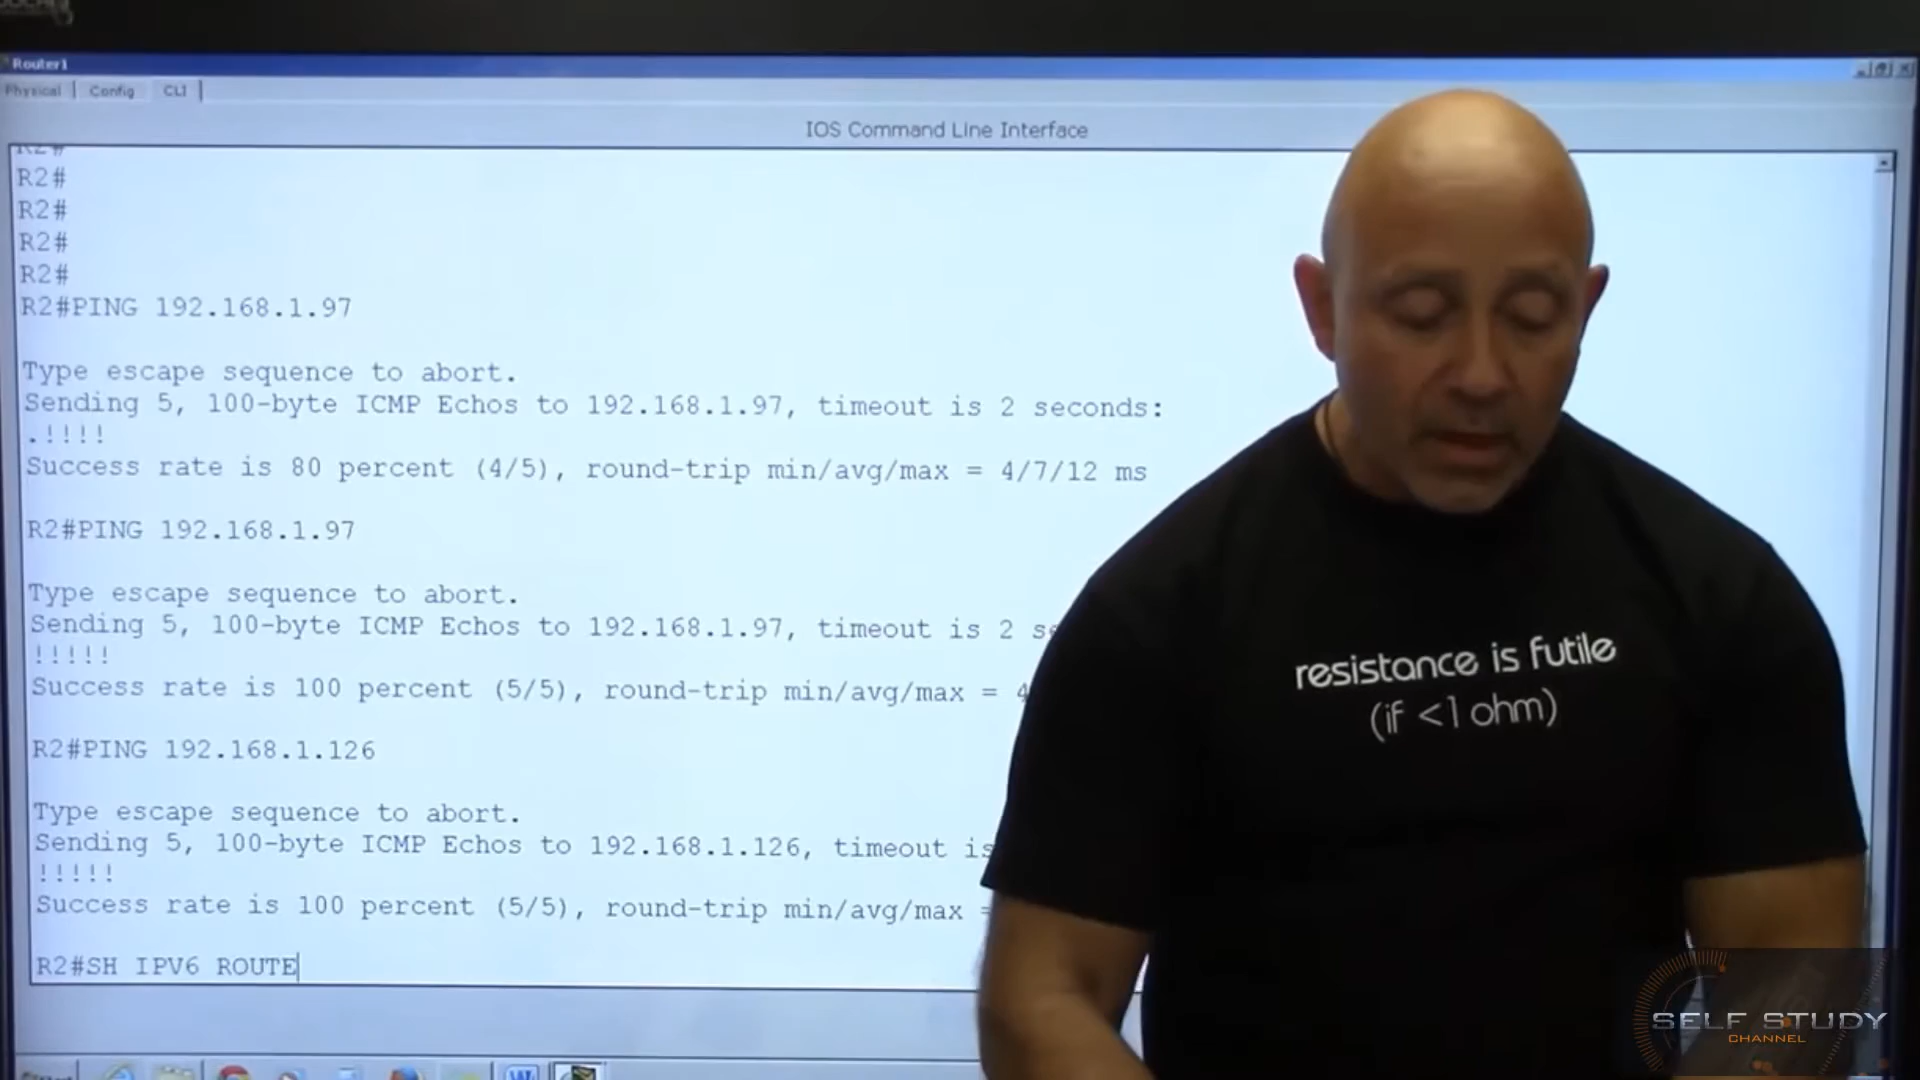 Router1
Physical Config CLI
IOS Command Line Interface
R2#
R2#
R2#
R2#
R2#
R2#PING 192.168.1.97
Type escape sequence to abort.
Sending 5, 100-byte ICMP Echos to 192.168.1.97, timeout is 2 seconds:
.!!!!
Success rate is 80 percent (4/5), round-trip min/avg/max = 4/7/12 ms
R2#PING 192.168.1.97
Type escape sequence to abort.
Sending 5, 100-byte ICMP Echos to 192.168.1.97, timeout is 2
!!!!!
Success rate is 100 percent (5/5), round-trip min/avg/max = 4
R2#PING 192.168.1.126
Type escape sequence to abort.
Sending 5, 100-byte ICMP Echos to 192.168.1.126, timeout is
!!!!!
Success rate is 100 percent (5/5), round-trip min/avg/max =
R2#SH IPV6 ROUTE
resistance is futile
(if <1 ohm)
SELF STUDY
CHANNEL